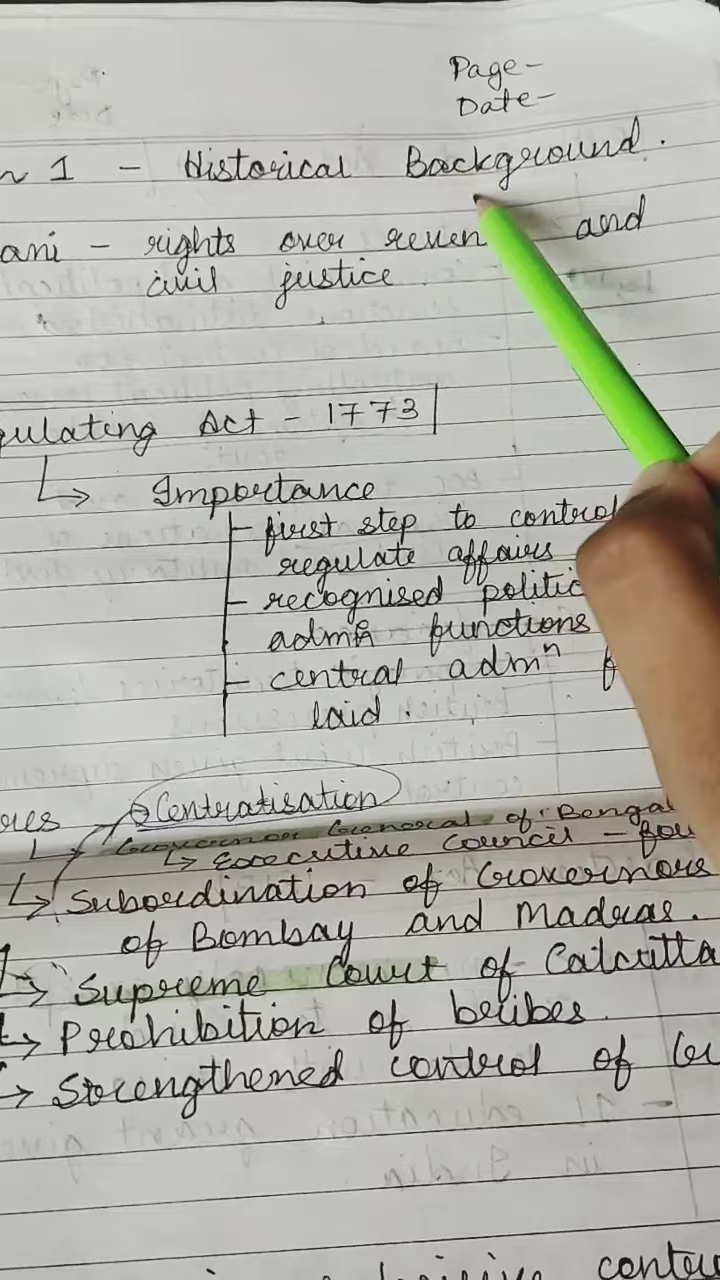 Page-
Date-
n 1 - Historical Background.
ani - rights over reven and
civil justice.
gulating Act - 1773
Importance
- first step to control
regulate affairs
- recognised politic
admn functions
- central admn f
laid.
res Centralisation
Governor General of Bengal
Executive Council - fou
Subordination of Governors
of Bombay and Madras.
Supreme Court of Calcutta
Prohibition of bribes.
Strengthened control of